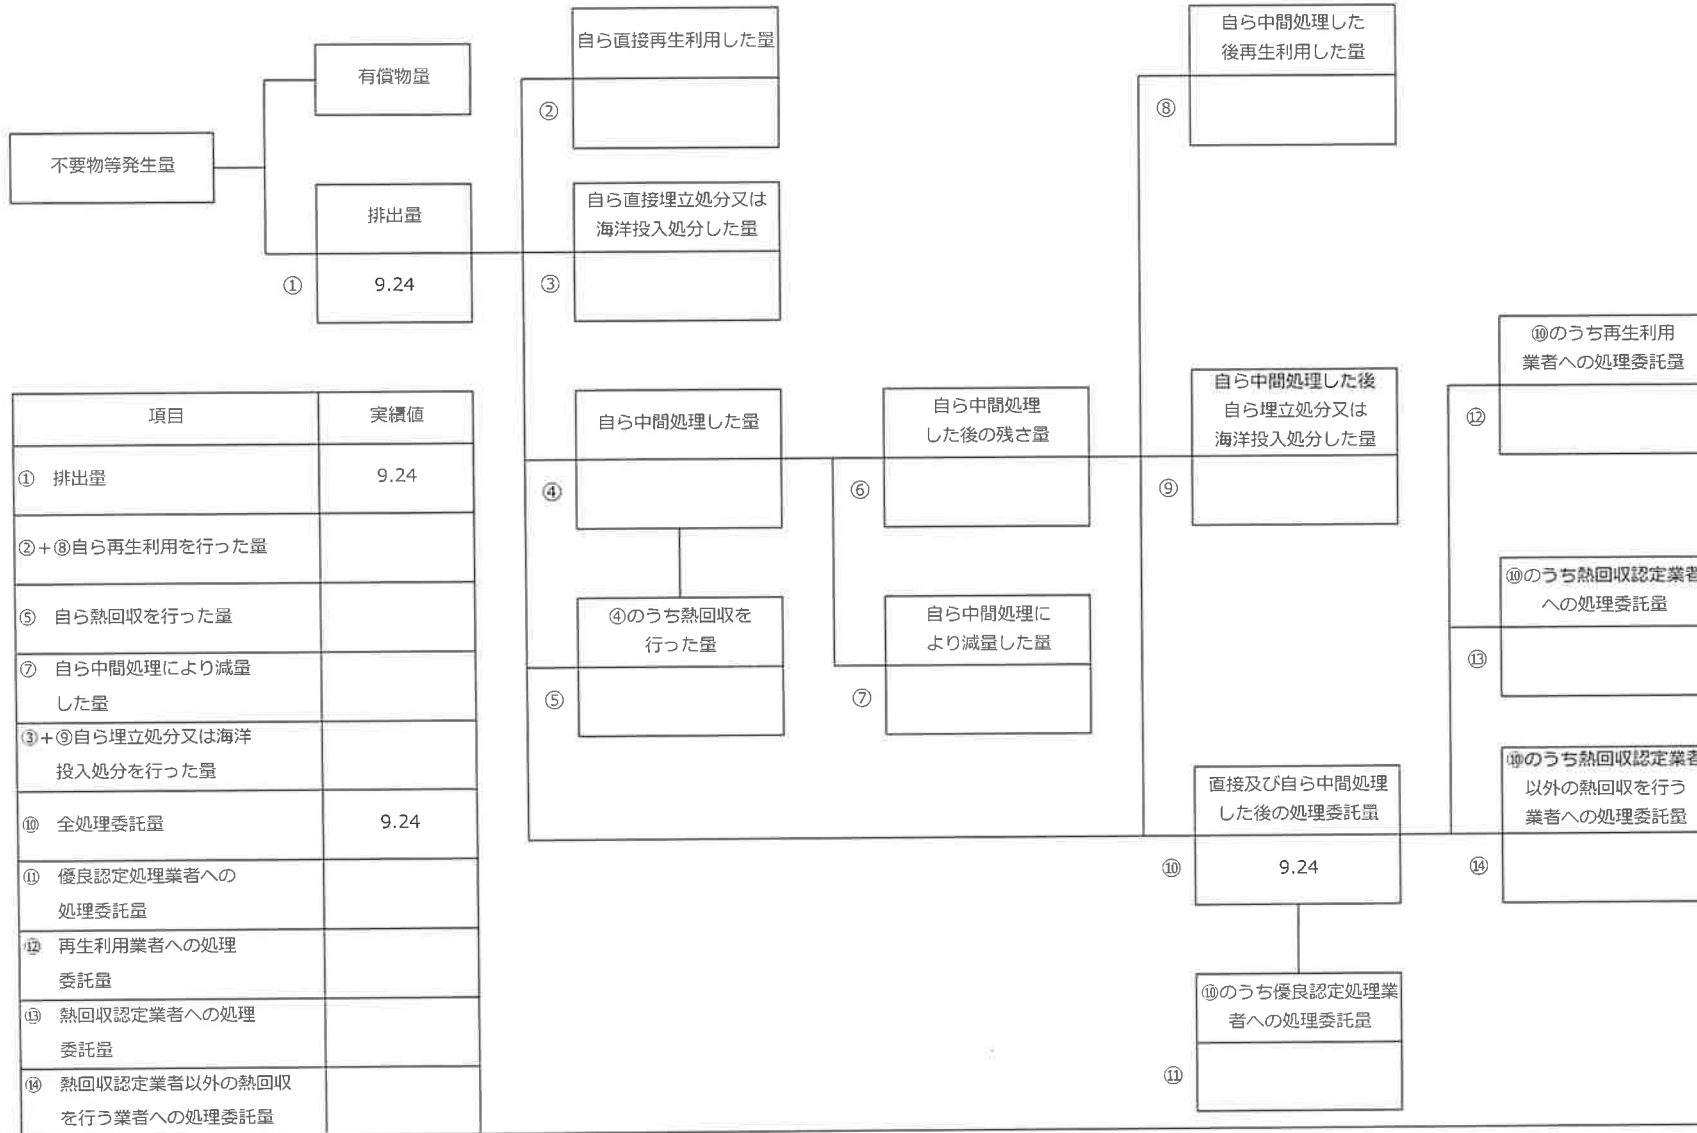 不要物等発生量
有償物量
排出量
①
9.24
自ら直接再生利用した量
②
自ら直接埋立処分又は
海洋投入処分した量
③
自ら中間処理した量
④
④のうち熱回収を
行った量
⑤
自ら中間処理
した後の残さ量
⑥
自ら中間処理に
より減量した量
⑦
自ら中間処理した
後再生利用した量
⑧
自ら中間処理した後
自ら埋立処分又は
海洋投入処分した量
⑨
直接及び自ら中間処理
した後の処理委託量
⑩
9.24
⑩のうち優良認定処理業
者への処理委託量
⑪
⑩のうち再生利用
業者への処理委託量
⑫
⑩のうち熱回収認定業者
への処理委託量
⑬
⑩のうち熱回収認定業者
以外の熱回収を行う
業者への処理委託量
⑭
項目 実績値
① 排出量 9.24
②+⑧自ら再生利用を行った量
⑤ 自ら熱回収を行った量
⑦ 自ら中間処理により減量
した量
③+⑨自ら埋立処分又は海洋
投入処分を行った量
⑩ 全処理委託量 9.24
⑪ 優良認定処理業者への
処理委託量
⑫ 再生利用業者への処理
委託量
⑬ 熱回収認定業者への処理
委託量
⑭ 熱回収認定業者以外の熱回収
を行う業者への処理委託量